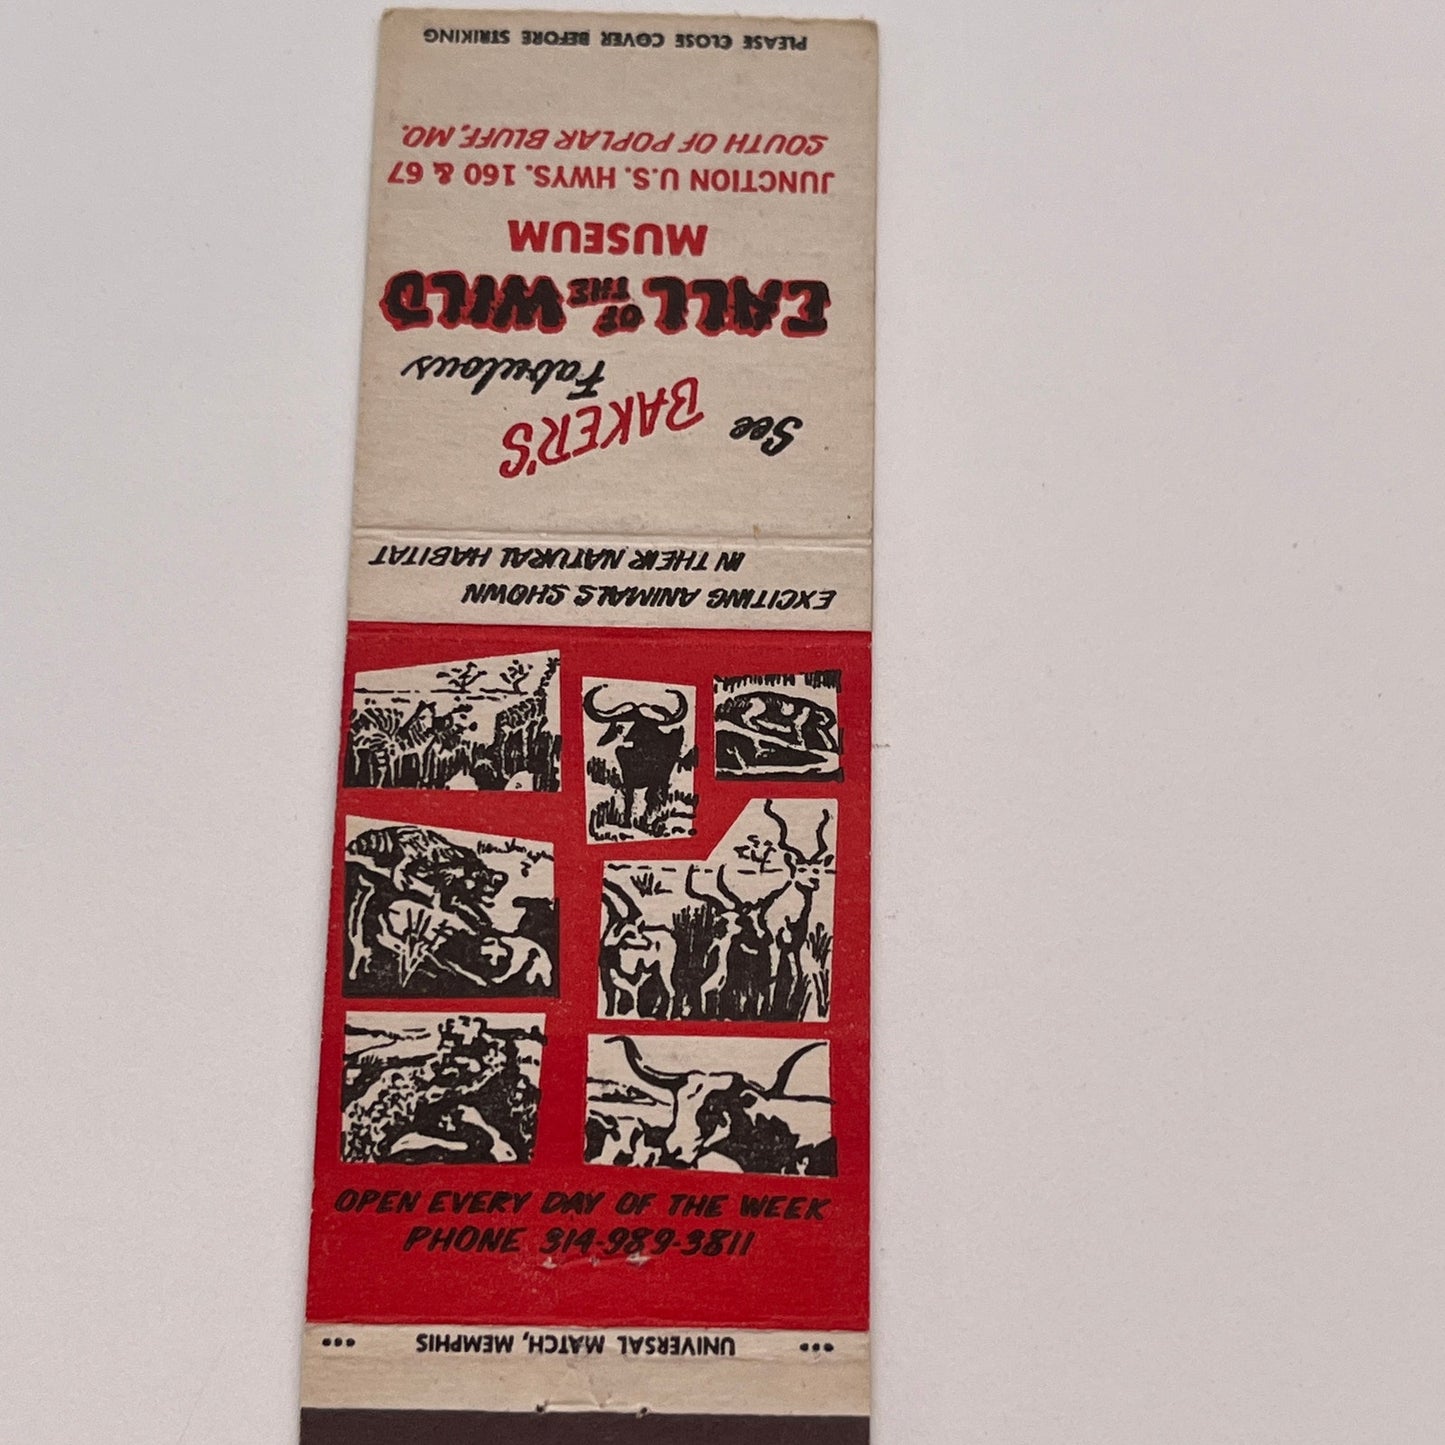 PLEASE CLOSE COVER BEFORE STRIKING
See BAKER'S
Fabulous
CALL OF THE WILD
MUSEUM
JUNCTION U.S. HWYS. 160 & 67
SOUTH OF POPLAR BLUFF, MO.
EXCITING ANIMALS SHOWN
IN THEIR NATURAL HABITAT
OPEN EVERY DAY OF THE WEEK
PHONE 314-989-3811
UNIVERSAL MATCH, MEMPHIS